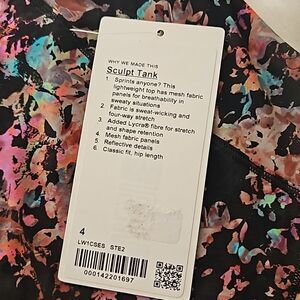 WHY WE MADE THIS
Sculpt Tank
1 Sprints anyone? This
lightweight top has mesh fabric
panels for breathability in
sweaty situations
2 Fabric is sweat-wicking and
four-way stretch
3 Added Lycra® fibre for stretch
and shape retention
4 Mesh panels
5 Reflective details
6 Classic fit, hip length
4
LW1CSES STE2
000142201697